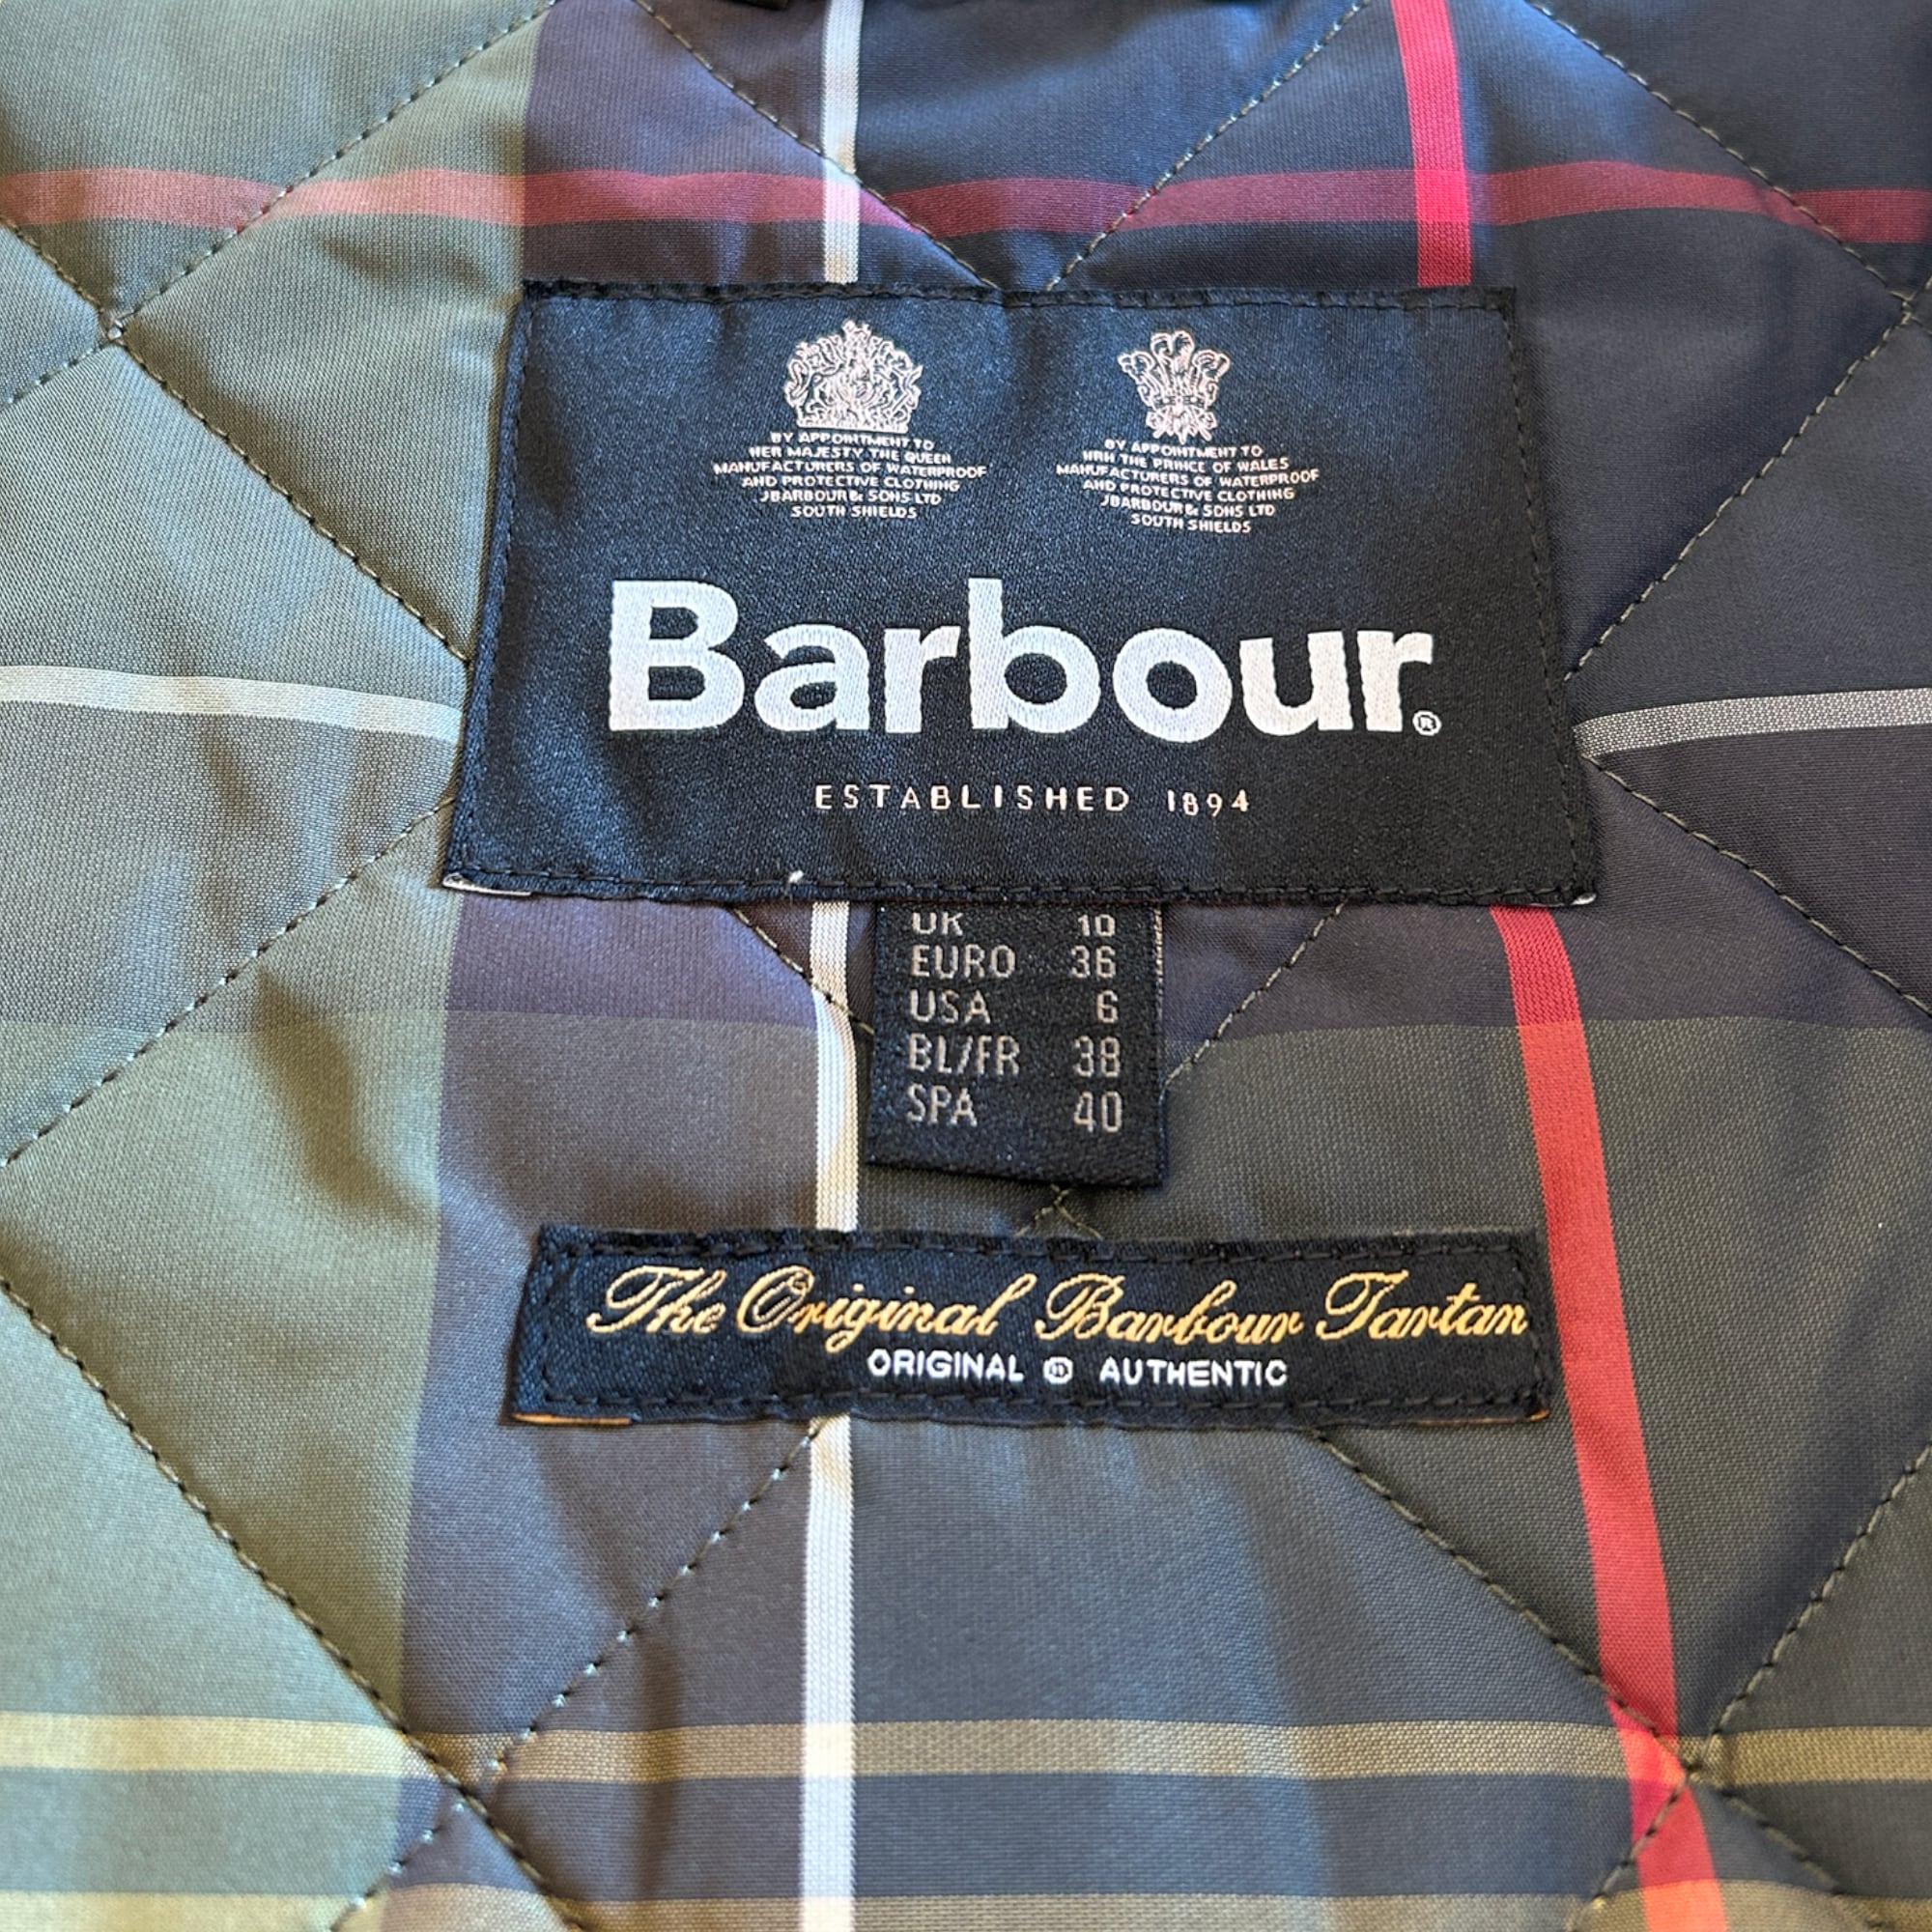 BY APPOINTMENT TO
HER MAJESTY THE QUEEN
MANUFACTURERS OF WATERPROOF
AND PROTECTIVE CLOTHING
J BARBOUR & SONS LTD
SOUTH SHIELDS
BY APPOINTMENT TO
HRH THE PRINCE OF WALES
MANUFACTURERS OF WATERPROOF
AND PROTECTIVE CLOTHING
J BARBOUR & SONS LTD
SOUTH SHIELDS
Barbour®
ESTABLISHED 1894
UK 10
EURO 36
USA 6
BL/FR 38
SPA 40
The Original Barbour Tartan
ORIGINAL ® AUTHENTIC